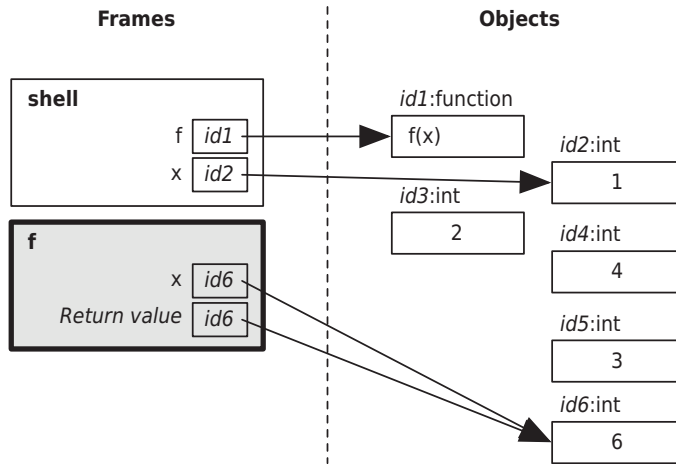 Frames
Objects
shell
f id1
x id2
f
x id6
Return value id6
id1:function
f(x)
id2:int
1
id3:int
2
id4:int
4
id5:int
3
id6:int
6